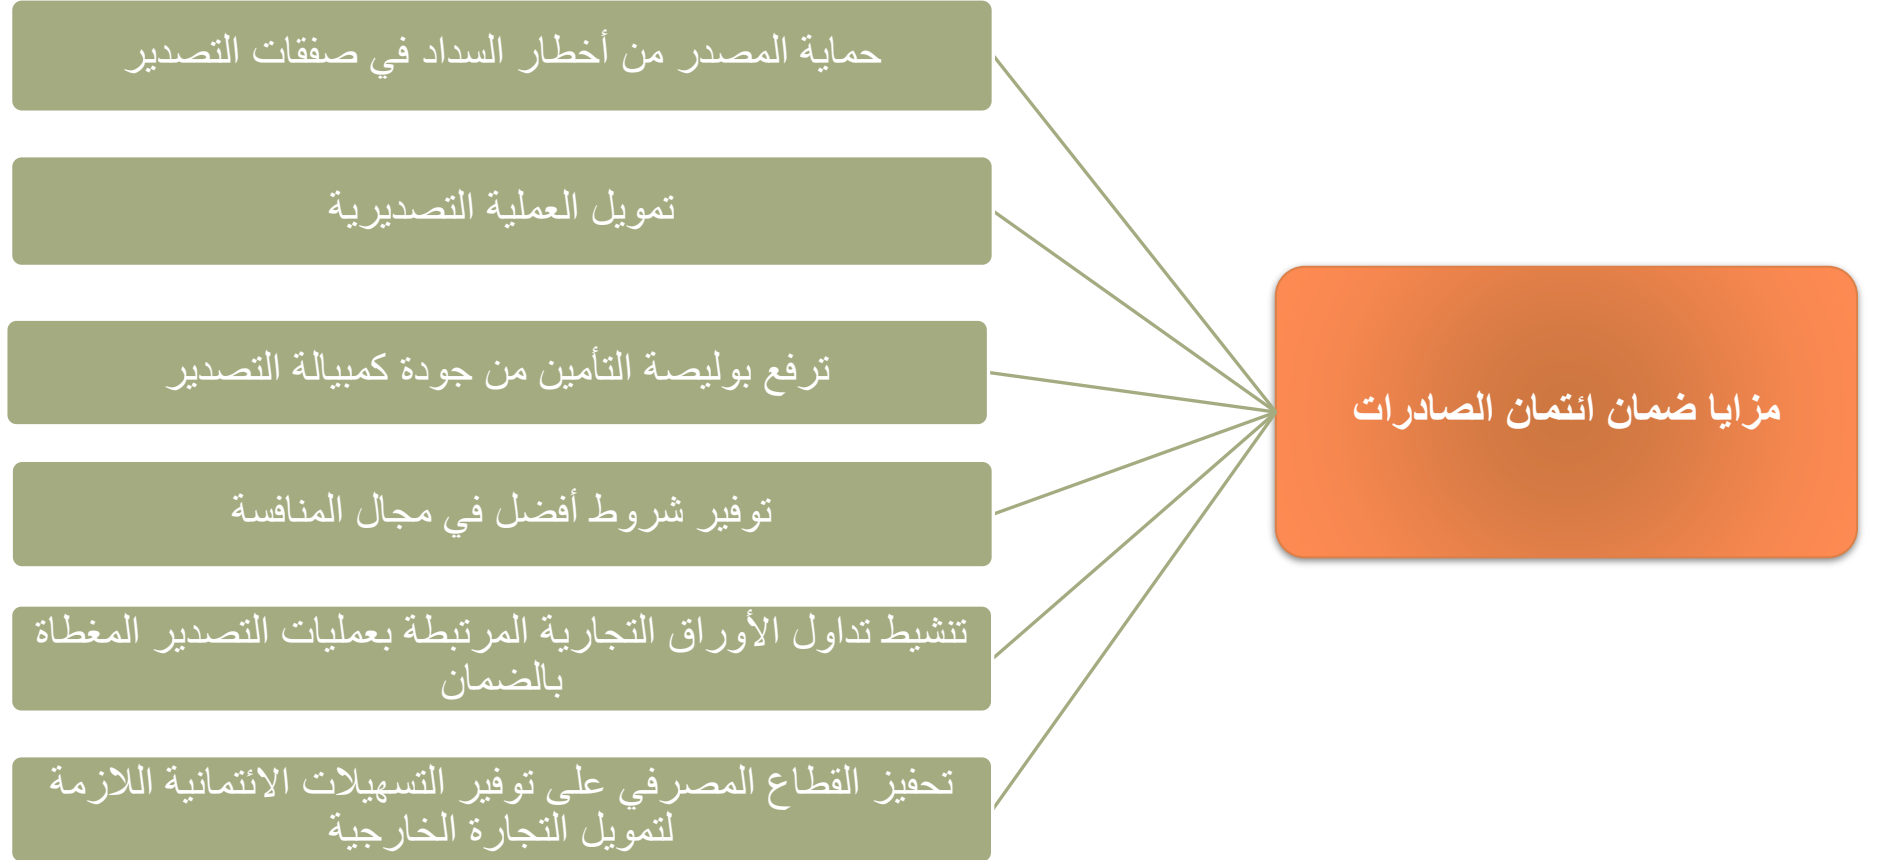 مزايا ضمان ائتمان الصادرات
حماية المصدر من أخطار السداد في صفقات التصدير
تمويل العملية التصديرية
ترفع بوليصة التأمين من جودة كمبيالة التصدير
توفير شروط أفضل في مجال المنافسة
تنشيط تداول الأوراق التجارية المرتبطة بعمليات التصدير المغطاة
بالضمان
تحفيز القطاع المصرفي على توفير التسهيلات الائتمانية اللازمة
لتمويل التجارة الخارجية